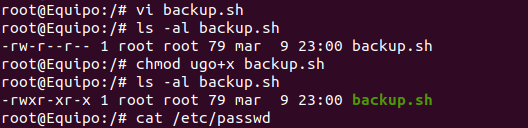 root@Equipo:/# vi backup.sh
root@Equipo:/# ls -al backup.sh
-rw-r--r-- 1 root root 79 mar  9 23:00 backup.sh
root@Equipo:/# chmod ugo+x backup.sh
root@Equipo:/# ls -al backup.sh
-rwxr-xr-x 1 root root 79 mar  9 23:00 backup.sh
root@Equipo:/# cat /etc/passwd